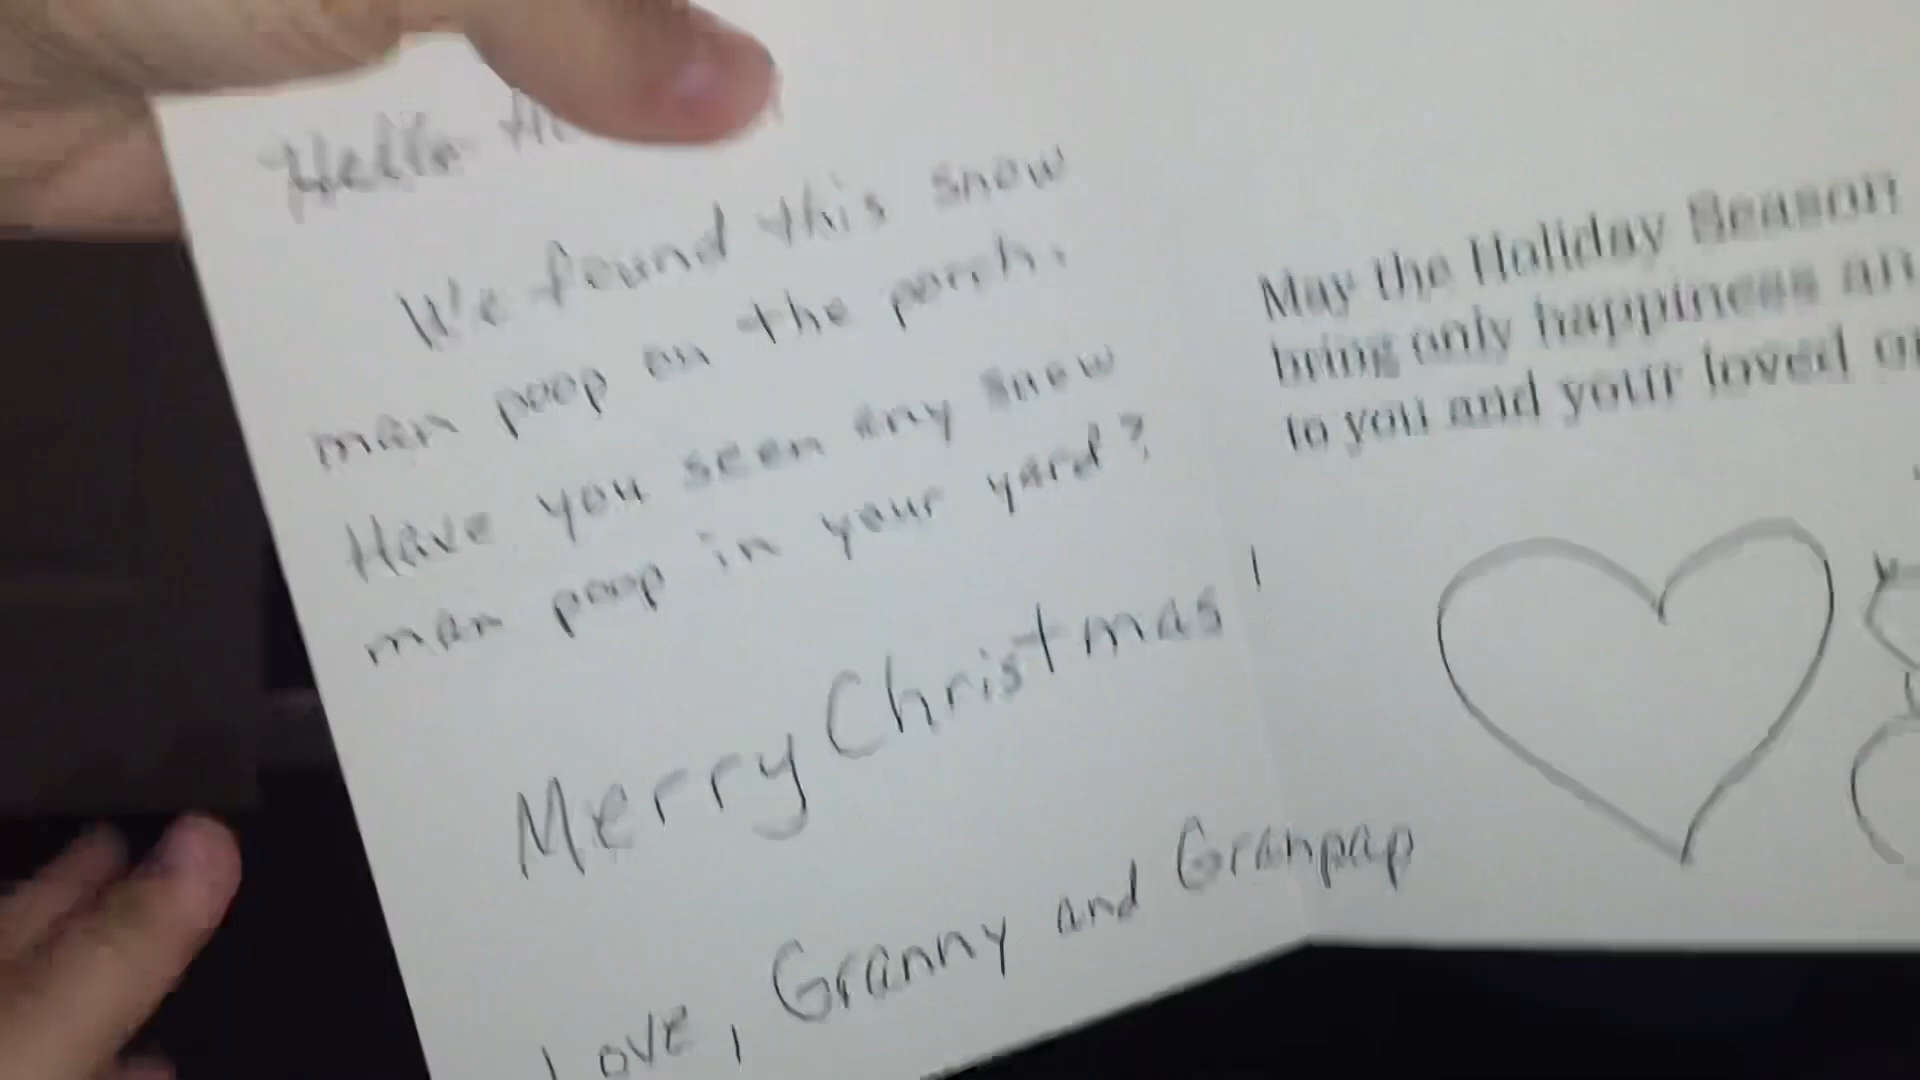 Hello
We found this snow
man poop on the porch.
Have you seen any snow
man poop in your yard?
Merry Christmas!
Love, Granny and Granpap
May the Holiday Season
bring only happiness
to you and your loved